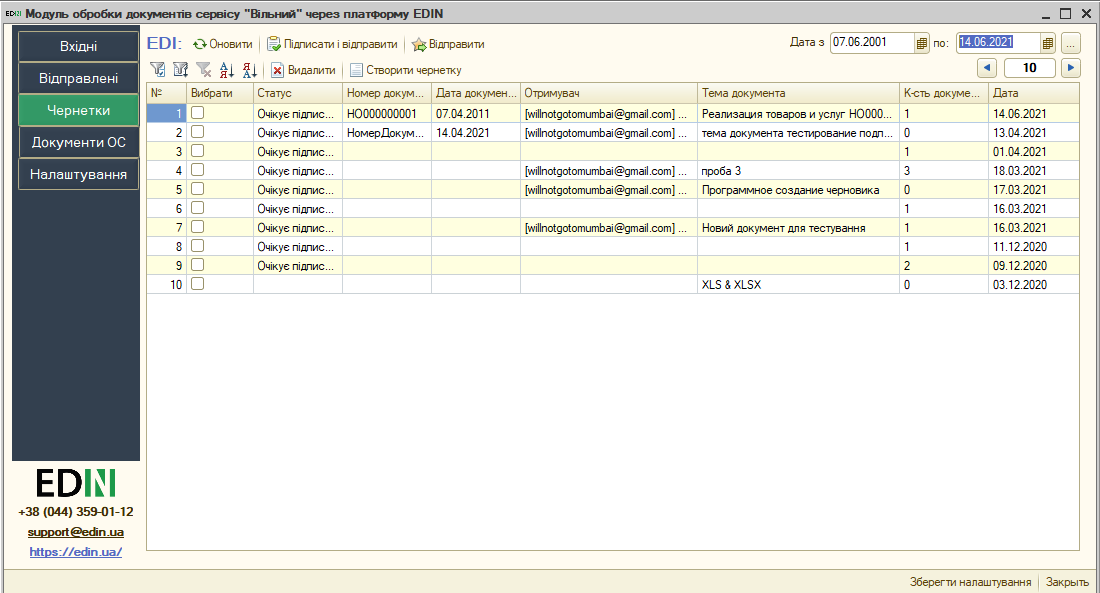 EDIN Модуль обробки документів сервісу "Вільний" через платформу EDIN
Вхідні
Відправлені
Чернетки
Документи ОС
Налаштування
EDIN
+38 (044) 359-01-12
support@edin.ua
https://edin.ua/
EDI: Оновити Підписати і відправити Відправити Дата з 07.06.2001 по: 14.06.2021 ...
Видалити Створити чернетку 10
№ Вибрати Статус Номер докум... Дата докумен... Отримувач Тема документа К-сть докуме... Дата
1 Очікує підпис... НО000000001 07.04.2011 [willnotgotomumbai@gmail.com] ... Реализация товаров и услуг НО000... 1 14.06.2021
2 Очікує підпис... НомерДокум... 14.04.2021 [willnotgotomumbai@gmail.com] ... тема документа тестирование подп... 0 13.04.2021
3 Очікує підпис... 1 01.04.2021
4 Очікує підпис... [willnotgotomumbai@gmail.com] ... проба 3 3 18.03.2021
5 Очікує підпис... [willnotgotomumbai@gmail.com] ... Программное создание черновика 0 17.03.2021
6 Очікує підпис... 1 16.03.2021
7 Очікує підпис... [willnotgotomumbai@gmail.com] ... Новий документ для тестування 1 16.03.2021
8 Очікує підпис... 1 11.12.2020
9 Очікує підпис... 2 09.12.2020
10 XLS & XLSX 0 03.12.2020
Зберегти налаштування Закрыть